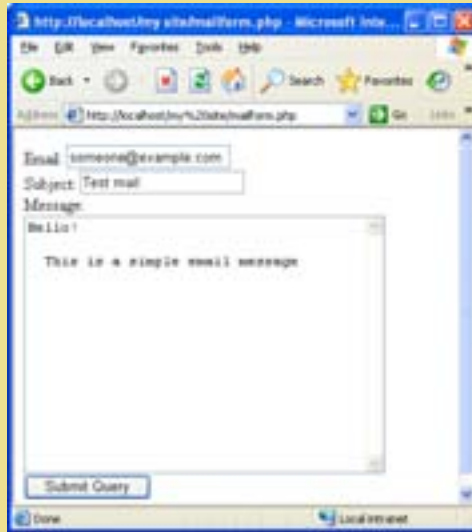 http://localhost/my site/mailform.php - Microsoft Inte...
File Edit View Favorites Tools Help
Back Search Favorites
Address http://localhost/my%20site/mailform.php Go Links
Email: someone@example.com
Subject: Test mail
Message:
Hello!
This is a simple email message
Submit Query
Done Local intranet